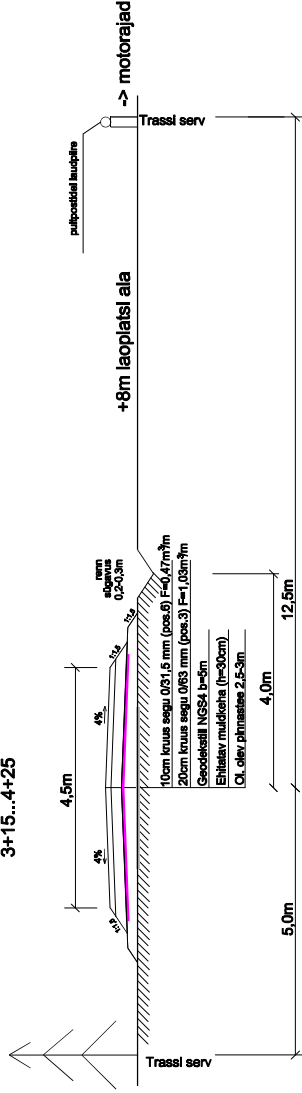 3+15...4+25
-> motorajad
puitpostidel laudpiire
Trassi serv
+8m laoplatsi ala
renn
sügavus
0,2-0,3m
4,5m
4%
4%
1:1,5
1:1,5
1:1,5
10cm kruus segu 0/31,5 mm (pos.6) F=0,47m³/m
20cm kruus segu 0/63 mm (pos.3) F=1,03m³/m
Geodekstiil NGS4 b=5m
Ehitatav muldkeha (h=30cm)
Ol. olev pinnastee 2,5-3m
4,0m
5,0m
12,5m
Trassi serv